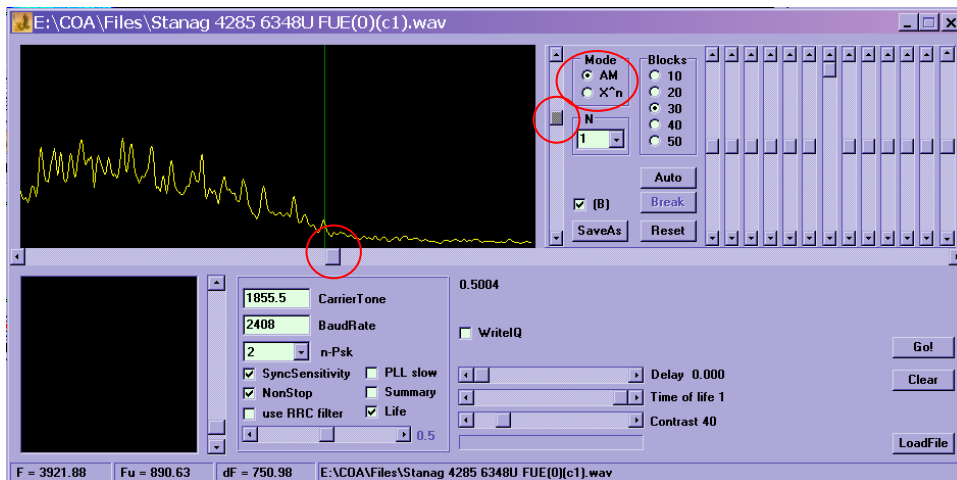 E:\COA\Files\Stanag 4285 6348U FUE(0)(c1).wav
Mode
AM
X^n
N
1
(B)
SaveAs
Blocks
10
20
30
40
50
Auto
Break
Reset
1855.5 CarrierTone
2408 BaudRate
2 n-Psk
SyncSensitivity PLL slow
NonStop Summary
use RRC filter Life
0.5
0.5004
WriteIQ
Delay 0.000
Time of life 1
Contrast 40
Go!
Clear
LoadFile
F = 3921.88 Fu = 890.63 dF = 750.98 E:\COA\Files\Stanag 4285 6348U FUE(0)(c1).wav